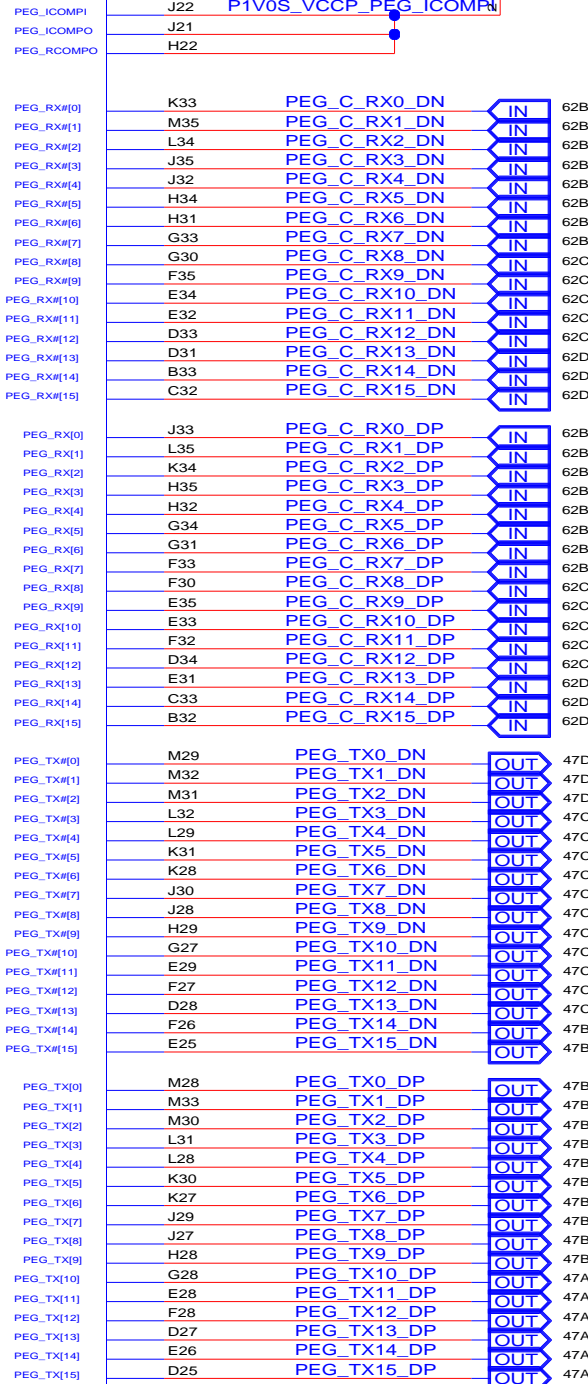 PEG_ICOMPI J22 P1V0S_VCCP_PEG_ICOMPI
PEG_ICOMPO J21
PEG_RCOMPO H22
PEG_RX#[0] K33 PEG_C_RX0_DN IN 62B
PEG_RX#[1] M35 PEG_C_RX1_DN IN 62B
PEG_RX#[2] L34 PEG_C_RX2_DN IN 62B
PEG_RX#[3] J35 PEG_C_RX3_DN IN 62B
PEG_RX#[4] J32 PEG_C_RX4_DN IN 62B
PEG_RX#[5] H34 PEG_C_RX5_DN IN 62B
PEG_RX#[6] H31 PEG_C_RX6_DN IN 62B
PEG_RX#[7] G33 PEG_C_RX7_DN IN 62B
PEG_RX#[8] G30 PEG_C_RX8_DN IN 62C
PEG_RX#[9] F35 PEG_C_RX9_DN IN 62C
PEG_RX#[10] E34 PEG_C_RX10_DN IN 62C
PEG_RX#[11] E32 PEG_C_RX11_DN IN 62C
PEG_RX#[12] D33 PEG_C_RX12_DN IN 62C
PEG_RX#[13] D31 PEG_C_RX13_DN IN 62D
PEG_RX#[14] B33 PEG_C_RX14_DN IN 62D
PEG_RX#[15] C32 PEG_C_RX15_DN IN 62D
PEG_RX[0] J33 PEG_C_RX0_DP IN 62B
PEG_RX[1] L35 PEG_C_RX1_DP IN 62B
PEG_RX[2] K34 PEG_C_RX2_DP IN 62B
PEG_RX[3] H35 PEG_C_RX3_DP IN 62B
PEG_RX[4] H32 PEG_C_RX4_DP IN 62B
PEG_RX[5] G34 PEG_C_RX5_DP IN 62B
PEG_RX[6] G31 PEG_C_RX6_DP IN 62B
PEG_RX[7] F33 PEG_C_RX7_DP IN 62B
PEG_RX[8] F30 PEG_C_RX8_DP IN 62C
PEG_RX[9] E35 PEG_C_RX9_DP IN 62C
PEG_RX[10] E33 PEG_C_RX10_DP IN 62C
PEG_RX[11] F32 PEG_C_RX11_DP IN 62C
PEG_RX[12] D34 PEG_C_RX12_DP IN 62C
PEG_RX[13] E31 PEG_C_RX13_DP IN 62D
PEG_RX[14] C33 PEG_C_RX14_DP IN 62D
PEG_RX[15] B32 PEG_C_RX15_DP IN 62D
PEG_TX#[0] M29 PEG_TX0_DN OUT 47D
PEG_TX#[1] M32 PEG_TX1_DN OUT 47D
PEG_TX#[2] M31 PEG_TX2_DN OUT 47D
PEG_TX#[3] L32 PEG_TX3_DN OUT 47C
PEG_TX#[4] L29 PEG_TX4_DN OUT 47C
PEG_TX#[5] K31 PEG_TX5_DN OUT 47C
PEG_TX#[6] K28 PEG_TX6_DN OUT 47C
PEG_TX#[7] J30 PEG_TX7_DN OUT 47C
PEG_TX#[8] J28 PEG_TX8_DN OUT 47C
PEG_TX#[9] H29 PEG_TX9_DN OUT 47C
PEG_TX#[10] G27 PEG_TX10_DN OUT 47C
PEG_TX#[11] E29 PEG_TX11_DN OUT 47C
PEG_TX#[12] F27 PEG_TX12_DN OUT 47C
PEG_TX#[13] D28 PEG_TX13_DN OUT 47C
PEG_TX#[14] F26 PEG_TX14_DN OUT 47B
PEG_TX#[15] E25 PEG_TX15_DN OUT 47B
PEG_TX[0] M28 PEG_TX0_DP OUT 47B
PEG_TX[1] M33 PEG_TX1_DP OUT 47B
PEG_TX[2] M30 PEG_TX2_DP OUT 47B
PEG_TX[3] L31 PEG_TX3_DP OUT 47B
PEG_TX[4] L28 PEG_TX4_DP OUT 47B
PEG_TX[5] K30 PEG_TX5_DP OUT 47B
PEG_TX[6] K27 PEG_TX6_DP OUT 47B
PEG_TX[7] J29 PEG_TX7_DP OUT 47B
PEG_TX[8] J27 PEG_TX8_DP OUT 47B
PEG_TX[9] H28 PEG_TX9_DP OUT 47B
PEG_TX[10] G28 PEG_TX10_DP OUT 47A
PEG_TX[11] E28 PEG_TX11_DP OUT 47A
PEG_TX[12] F28 PEG_TX12_DP OUT 47A
PEG_TX[13] D27 PEG_TX13_DP OUT 47A
PEG_TX[14] E26 PEG_TX14_DP OUT 47A
PEG_TX[15] D25 PEG_TX15_DP OUT 47A